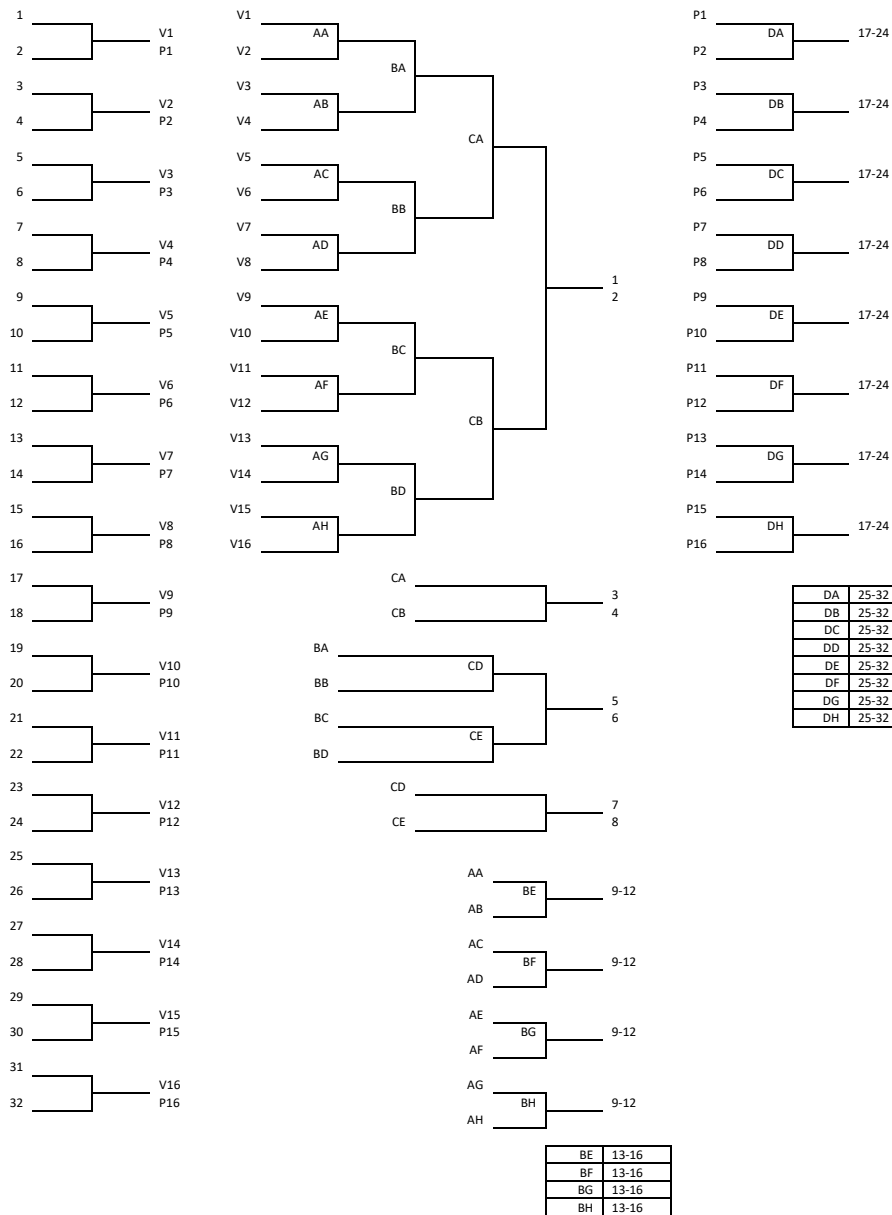 1
V1
P1
2
3
V2
P2
4
5
V3
P3
6
7
V4
P4
8
9
V5
P5
10
11
V6
P6
12
13
V7
P7
14
15
V8
P8
16
17
V9
P9
18
19
V10
P10
20
21
V11
P11
22
23
V12
P12
24
25
V13
P13
26
27
V14
P14
28
29
V15
P15
30
31
V16
P16
32
V1
AA
V2
BA
V3
AB
V4
CA
V5
AC
V6
BB
V7
AD
V8
1
2
V9
AE
V10
BC
V11
AF
V12
CB
V13
AG
V14
BD
V15
AH
V16
CA
3
CB
4
BA
CD
BB
5
6
BC
CE
BD
CD
7
CE
8
AA
BE 9-12
AB
AC
BF 9-12
AD
AE
BG 9-12
AF
AG
BH 9-12
AH
BE 13-16
BF 13-16
BG 13-16
BH 13-16
P1
DA 17-24
P2
P3
DB 17-24
P4
P5
DC 17-24
P6
P7
DD 17-24
P8
P9
DE 17-24
P10
P11
DF 17-24
P12
P13
DG 17-24
P14
P15
DH 17-24
P16
DA 25-32
DB 25-32
DC 25-32
DD 25-32
DE 25-32
DF 25-32
DG 25-32
DH 25-32